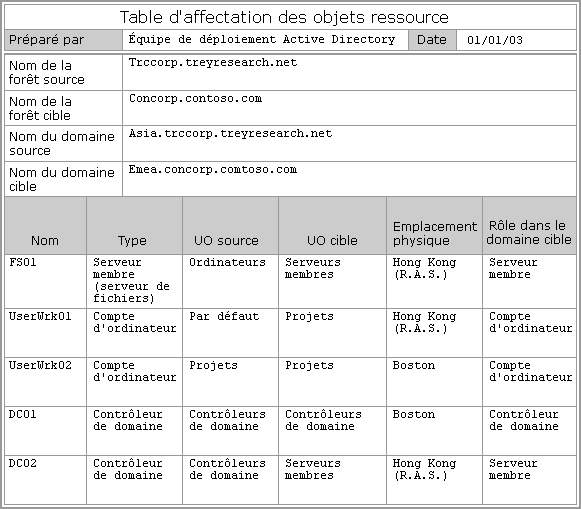 Table d'affectation des objets ressource
Préparé par Équipe de déploiement Active Directory Date 01/01/03
Nom de la Trccorp.treyresearch.net
forêt source
Nom de la Concorp.contoso.com
forêt cible
Nom du domaine Asia.trccorp.treyresearch.net
source
Nom du domaine Emea.concorp.comtoso.com
cible
Emplacement Rôle dans le
Nom Type UO source UO cible physique domaine cible
FS01 Serveur Ordinateurs Serveurs Hong Kong Serveur
membre membres (R.A.S.) membre
(serveur de
fichiers)
UserWrk01 Compte Par défaut Projets Hong Kong Compte
d'ordinateur (R.A.S.) d'ordinateur
UserWrk02 Compte Projets Projets Boston Compte
d'ordinateur d'ordinateur
DC01 Contrôleur Contrôleurs Contrôleurs Boston Contrôleur
de domaine de domaine de domaine de domaine
DC02 Contrôleur Contrôleurs Serveurs Hong Kong Serveur
de domaine de domaine membres (R.A.S.) membre